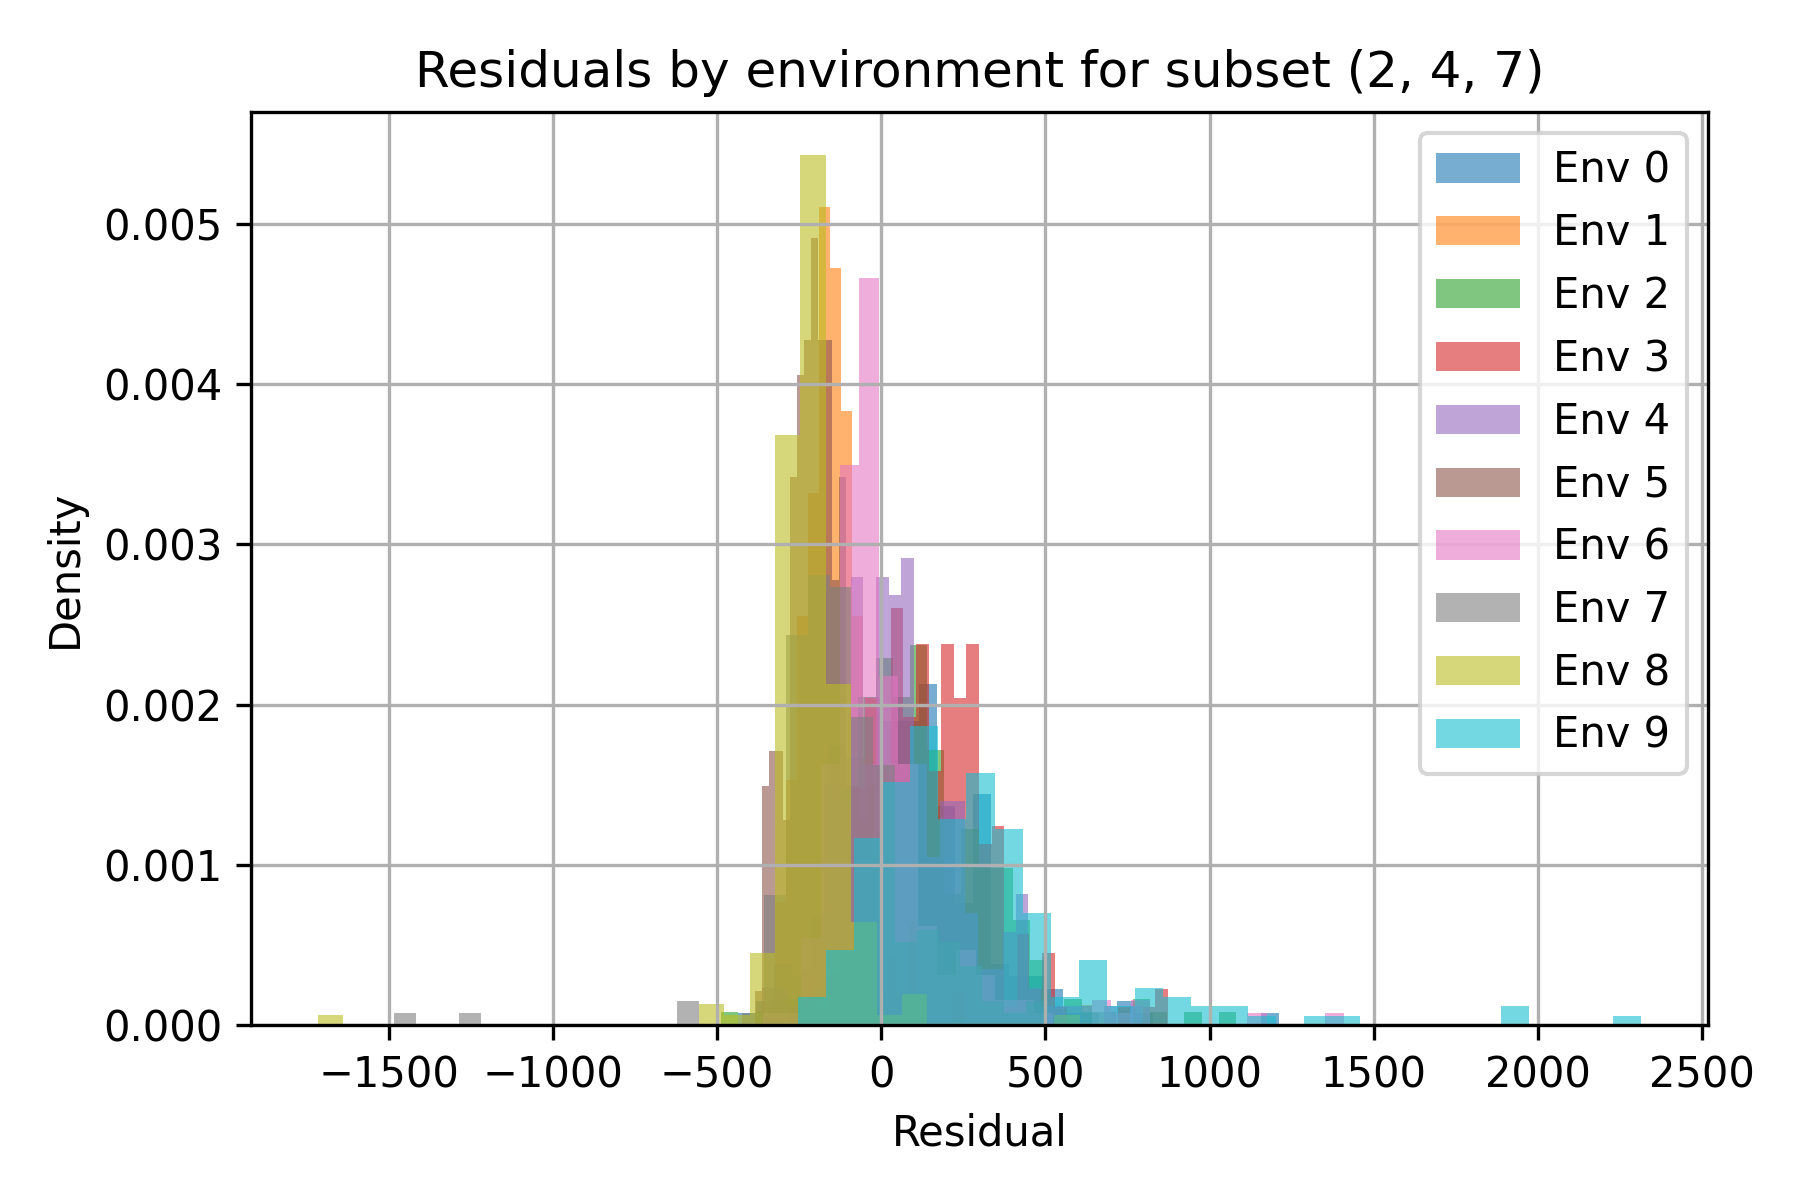 Residuals by environment for subset (2, 4, 7)
Env 0
Env 1
Env 2
Env 3
Env 4
Env 5
Env 6
Env 7
Env 8
Env 9
Density
0.005
0.004
0.003
0.002
0.001
0.000
−1500 −1000 −500 0 500 1000 1500 2000 2500
Residual